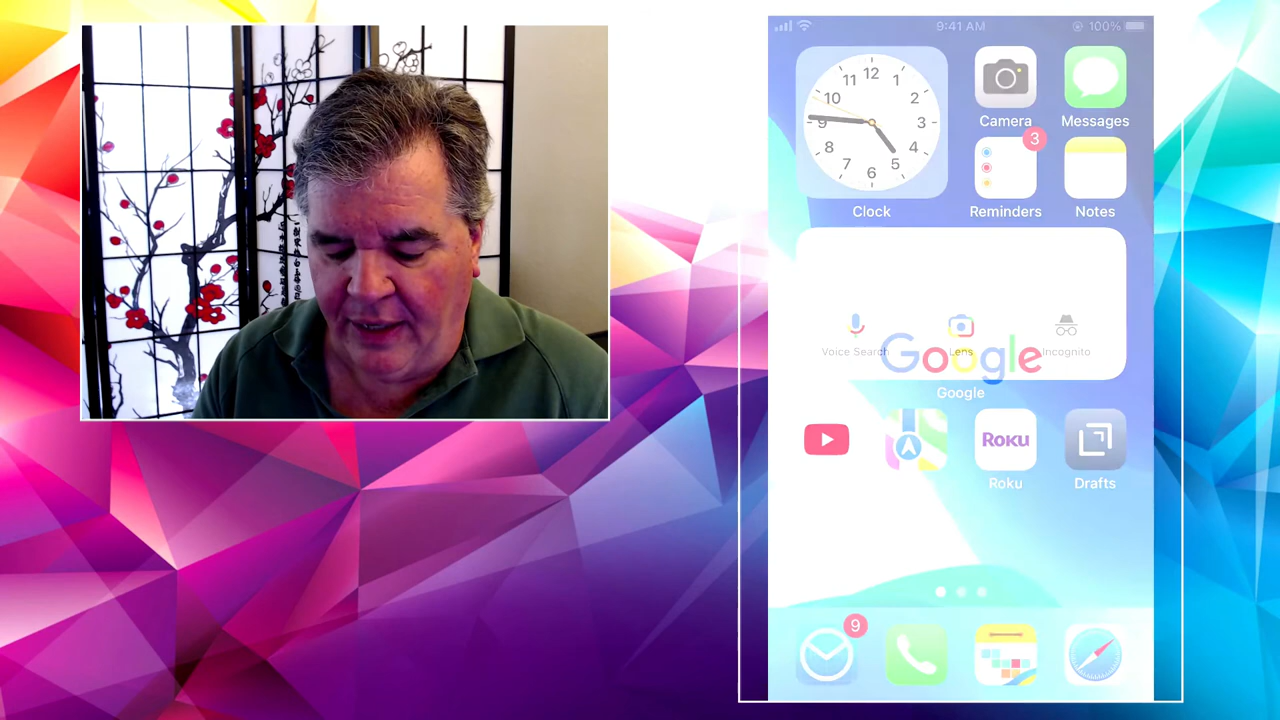 9:41 AM 100%
12
11 1
10 2
9 3
8 4
7 5
6
Clock
Camera
Messages
3
Reminders
Notes
Voice Search
Lens
Incognito
Google
Google
Roku
Roku
Drafts
9